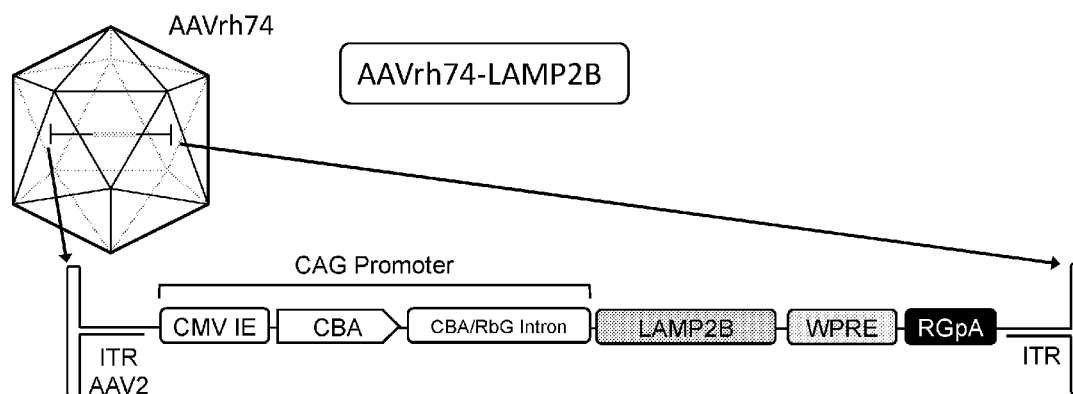 AAVrh74
AAVrh74-LAMP2B
CAG Promoter
CMV IE
CBA
CBA/RbG Intron
LAMP2B
WPRE
RGpA
ITR
AAV2
ITR